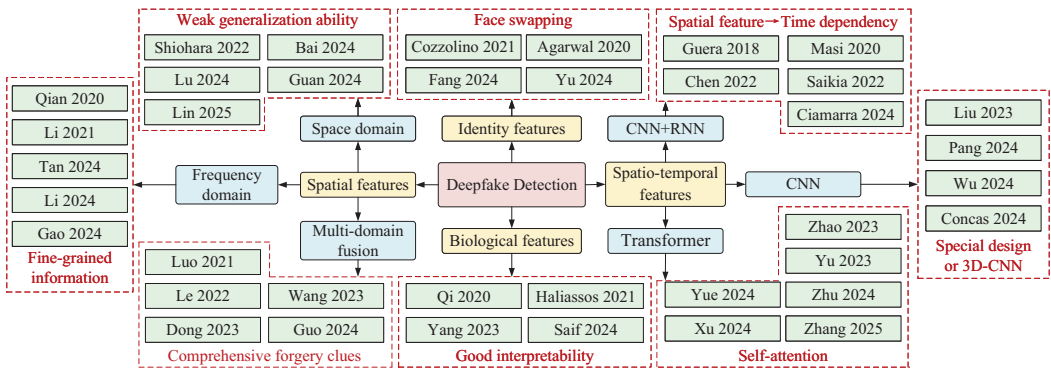 Weak generalization ability
Shiohara 2022
Bai 2024
Lu 2024
Guan 2024
Lin 2025
Face swapping
Cozzolino 2021
Agarwal 2020
Fang 2024
Yu 2024
Spatial feature→Time dependency
Guera 2018
Masi 2020
Chen 2022
Saikia 2022
Ciamarra 2024
Qian 2020
Li 2021
Tan 2024
Li 2024
Gao 2024
Fine-grained
information
Space domain
Identity features
CNN+RNN
Frequency
domain
Spatial features
Deepfake Detection
Spatio-temporal
features
CNN
Multi-domain
fusion
Biological features
Transformer
Liu 2023
Pang 2024
Wu 2024
Concas 2024
Special design
or 3D-CNN
Luo 2021
Le 2022
Wang 2023
Dong 2023
Guo 2024
Comprehensive forgery clues
Qi 2020
Haliassos 2021
Yang 2023
Saif 2024
Good interpretability
Zhao 2023
Yu 2023
Yue 2024
Zhu 2024
Xu 2024
Zhang 2025
Self-attention